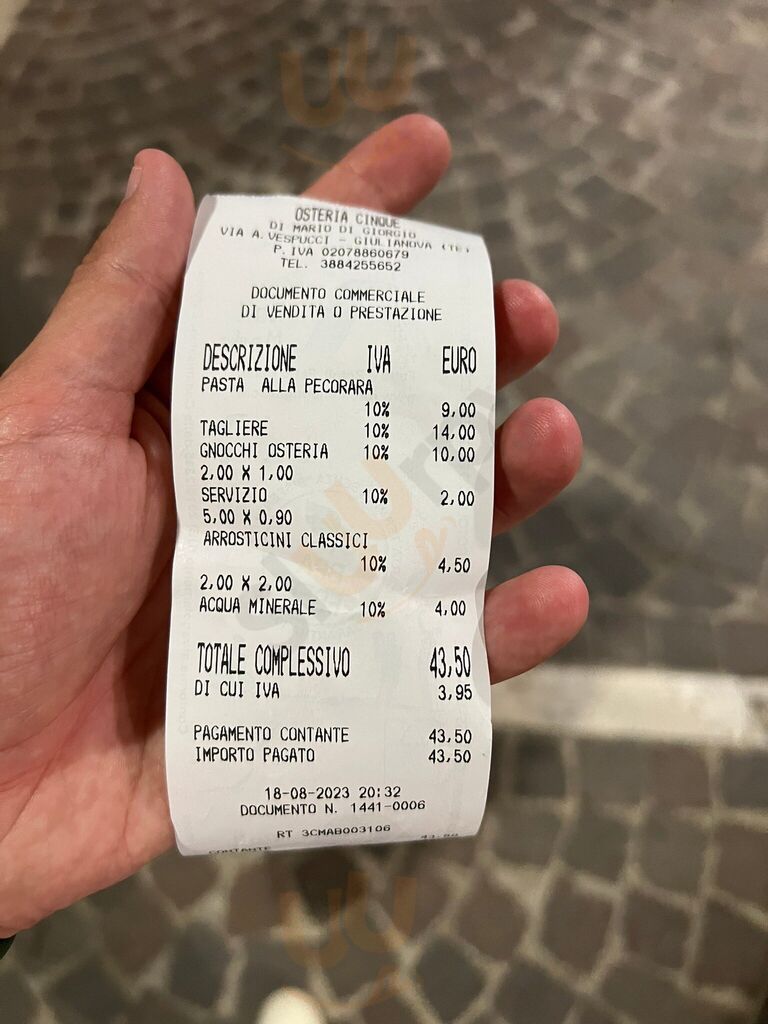 OSTERIA CINQUE
DI MARIO DI GIORGIO
VIA A. VESPUCCI - GIULIANOVA (TE)
P. IVA 02078860679
TEL. 3884255652
DOCUMENTO COMMERCIALE
DI VENDITA O PRESTAZIONE
DESCRIZIONE IVA EURO
PASTA ALLA PECORARA
10% 9,00
TAGLIERE 10% 14,00
GNOCCHI OSTERIA 10% 10,00
2,00 X 1,00
SERVIZIO 10% 2,00
5,00 X 0,90
ARROSTICINI CLASSICI
10% 4,50
2,00 X 2,00
ACQUA MINERALE 10% 4,00
TOTALE COMPLESSIVO 43,50
DI CUI IVA 3,95
PAGAMENTO CONTANTE 43,50
IMPORTO PAGATO 43,50
18-08-2023 20:32
DOCUMENTO N. 1441-0006
RT 3CMAB003106
CONTANTE 43,50